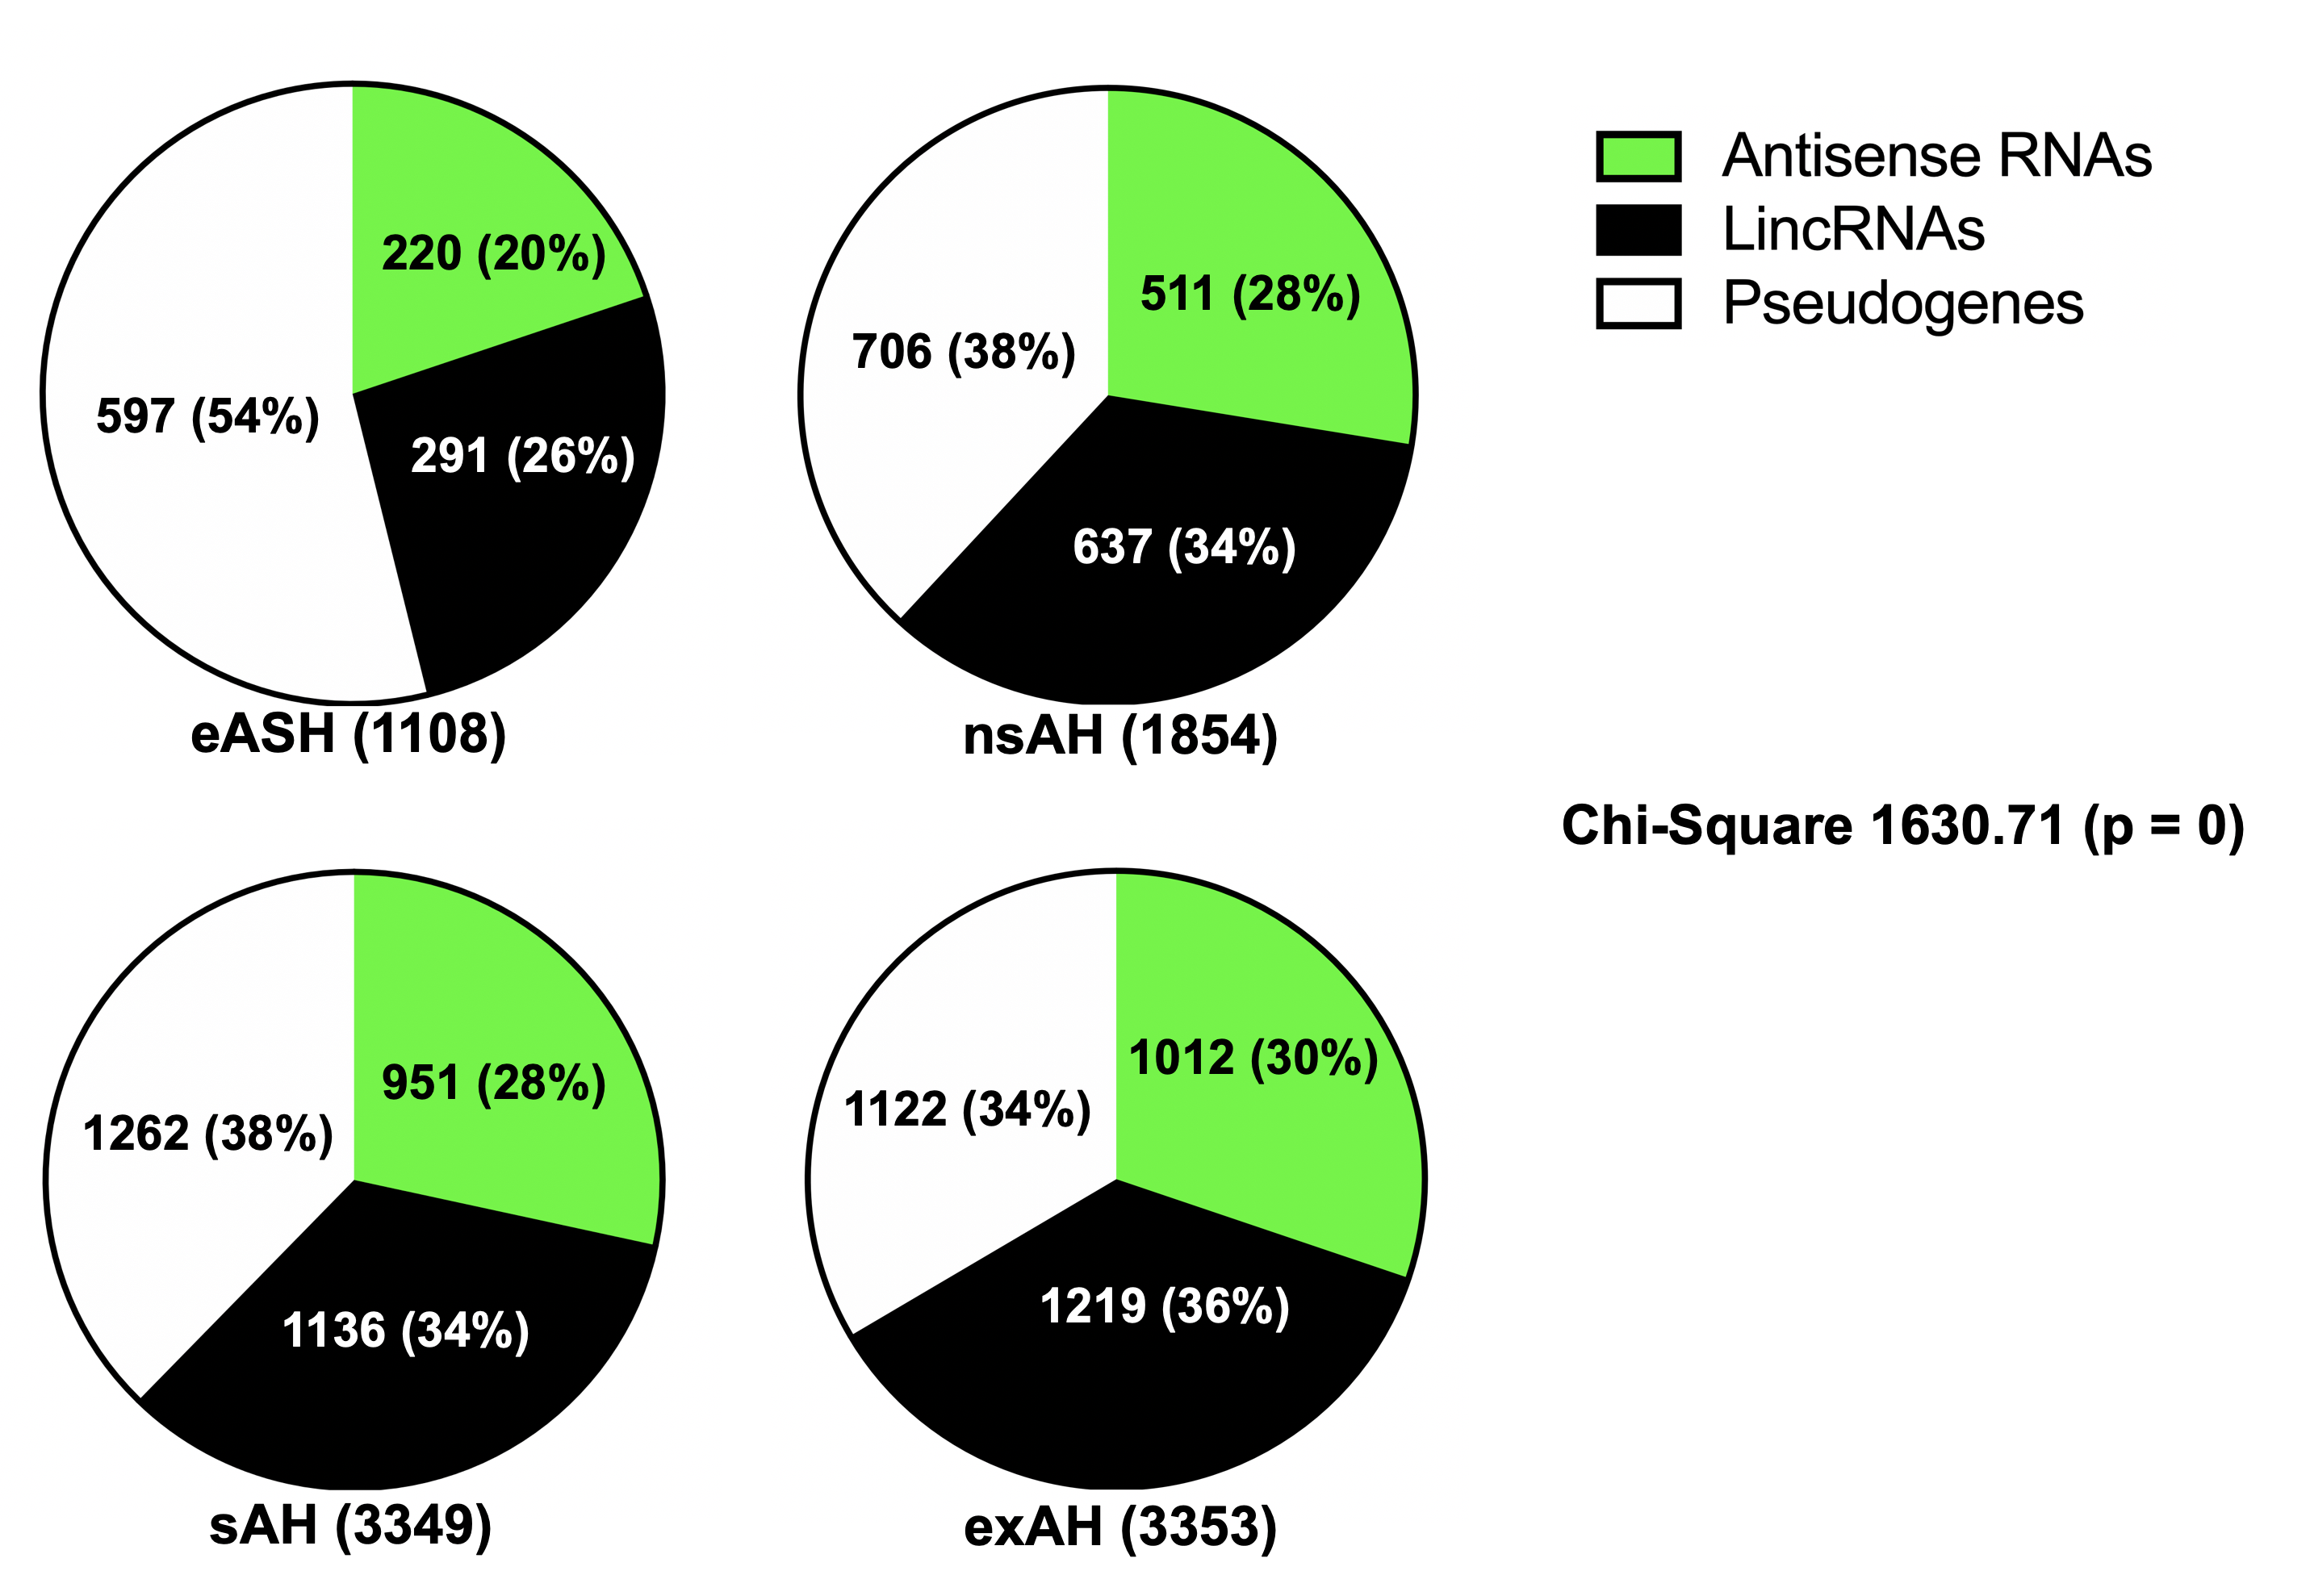 220 (20%)
291 (26%)
597 (54%)
eASH (1108)
511 (28%)
706 (38%)
637 (34%)
nsAH (1854)
Antisense RNAs
LincRNAs
Pseudogenes
Chi-Square 1630.71 (p = 0)
951 (28%)
1262 (38%)
1136 (34%)
sAH (3349)
1012 (30%)
1122 (34%)
1219 (36%)
exAH (3353)